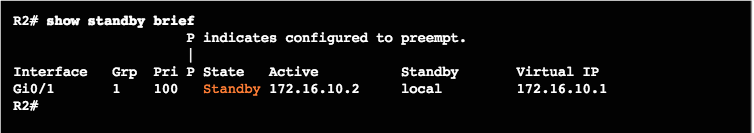 R2# show standby brief
P indicates configured to preempt.
|
Interface Grp Pri P State Active Standby Virtual IP
Gi0/1 1 100 Standby 172.16.10.2 local 172.16.10.1
R2#